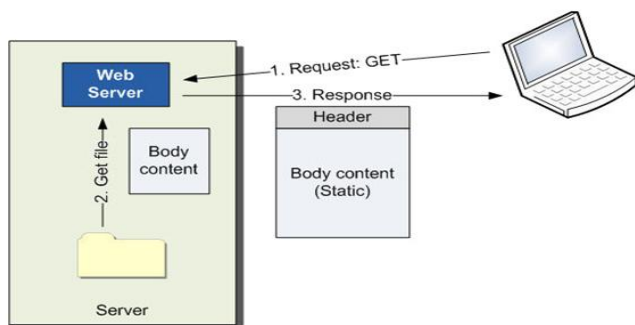 1. Request: GET
Web
Server
3. Response
Header
2. Get file
Body
content
Body content
(Static)
Server